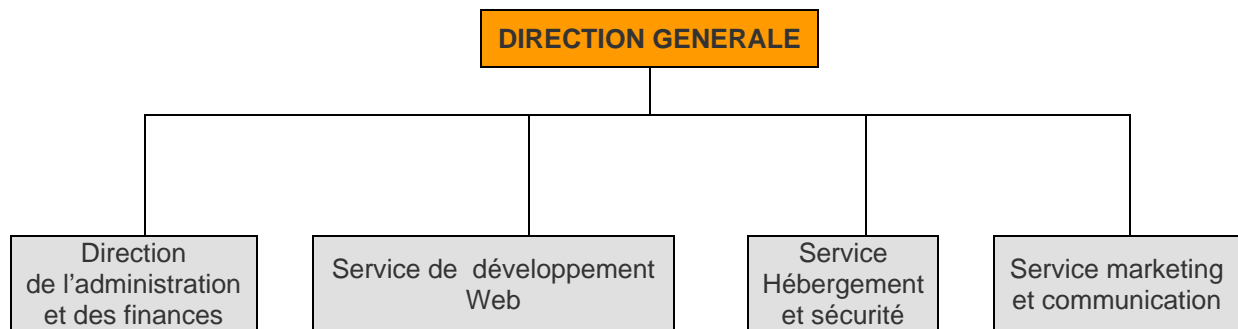 DIRECTION GENERALE
Direction
de l'administration
et des finances
Service de développement
Web
Service
Hébergement
et sécurité
Service marketing
et communication